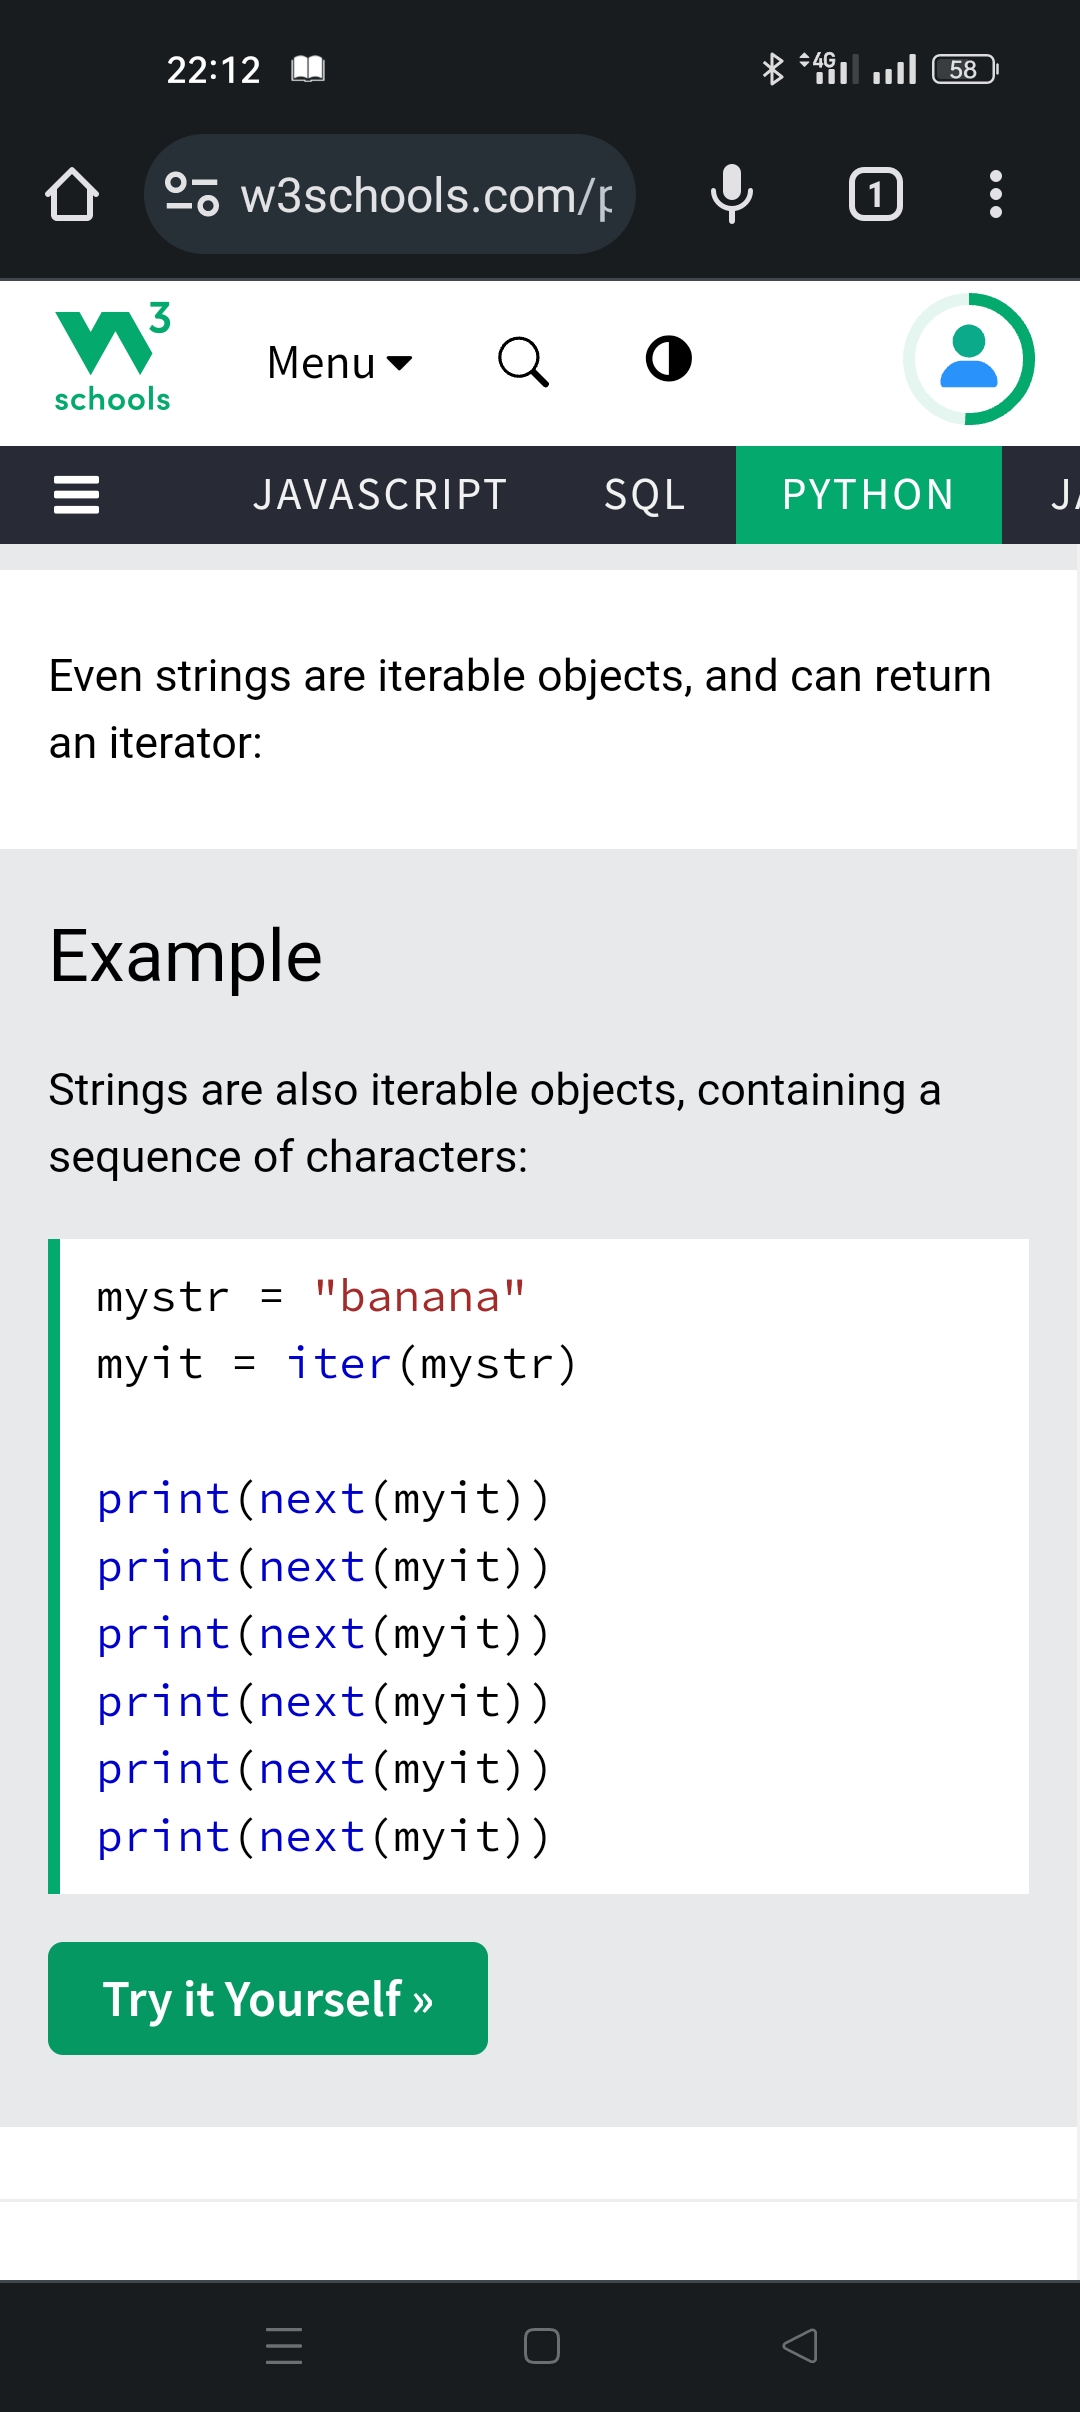 22:12
4G
58
w3schools.com/p
1
W3
schools
Menu
JAVASCRIPT SQL PYTHON JA
Even strings are iterable objects, and can return
an iterator:
Example
Strings are also iterable objects, containing a
sequence of characters:
mystr = "banana"
myit = iter(mystr)
print(next(myit))
print(next(myit))
print(next(myit))
print(next(myit))
print(next(myit))
print(next(myit))
Try it Yourself »